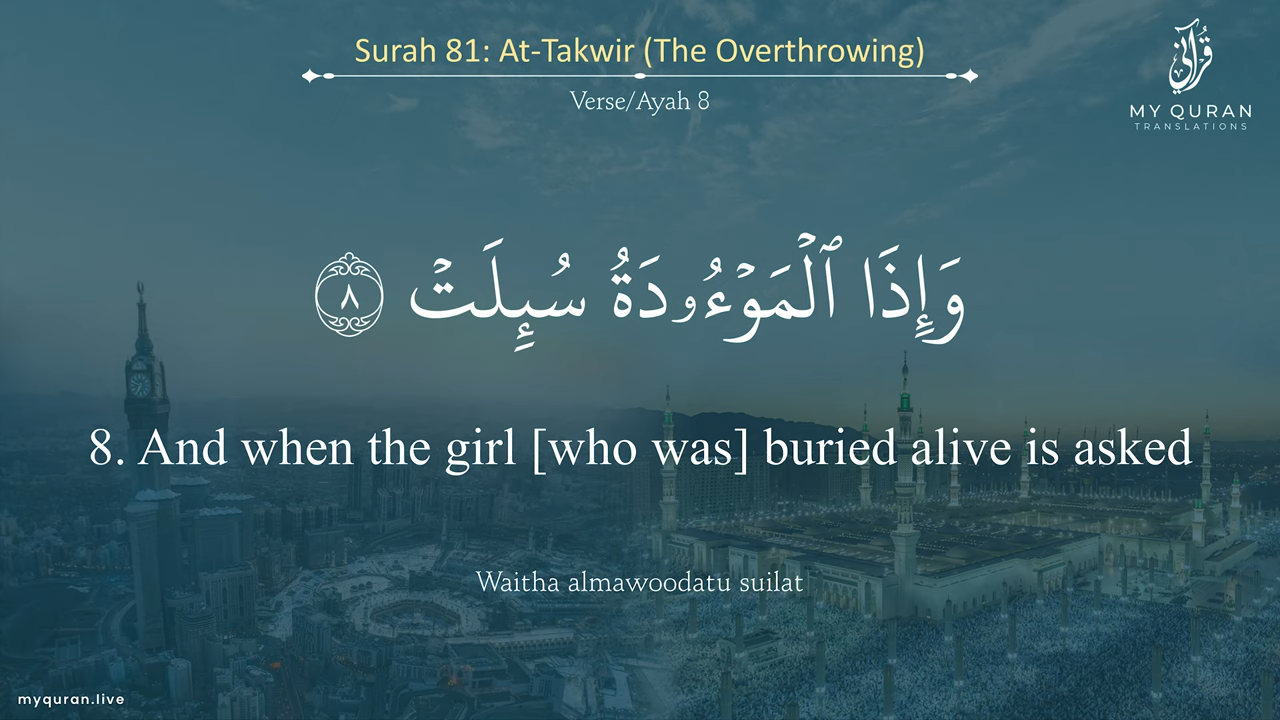 Surah 81: At-Takwir (The Overthrowing)
Verse/Ayah 8
قرآني
MY QURAN
TRANSLATIONS
وَإِذَا ٱلْمَوْءُۥدَةُ سُئِلَتْ ٨
8. And when the girl [who was] buried alive is asked
Waitha almawoodatu suilat
myquran.live